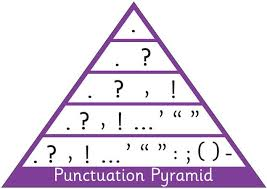 .
. ?
. ? , !
. ? , ! ... ’ “ ”
. ? , ! ... ’ “ ” : ; ( ) -
Punctuation Pyramid